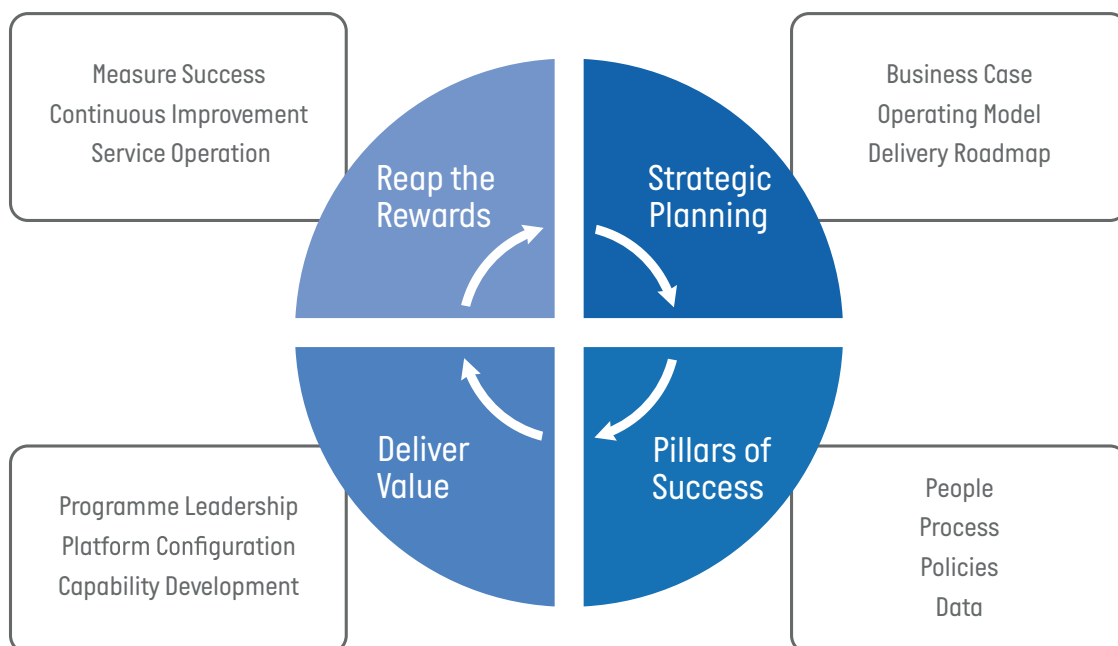 Measure Success
Continuous Improvement
Service Operation
Business Case
Operating Model
Delivery Roadmap
Reap the
Rewards
Strategic
Planning
Deliver
Value
Pillars of
Success
Programme Leadership
Platform Configuration
Capability Development
People
Process
Policies
Data